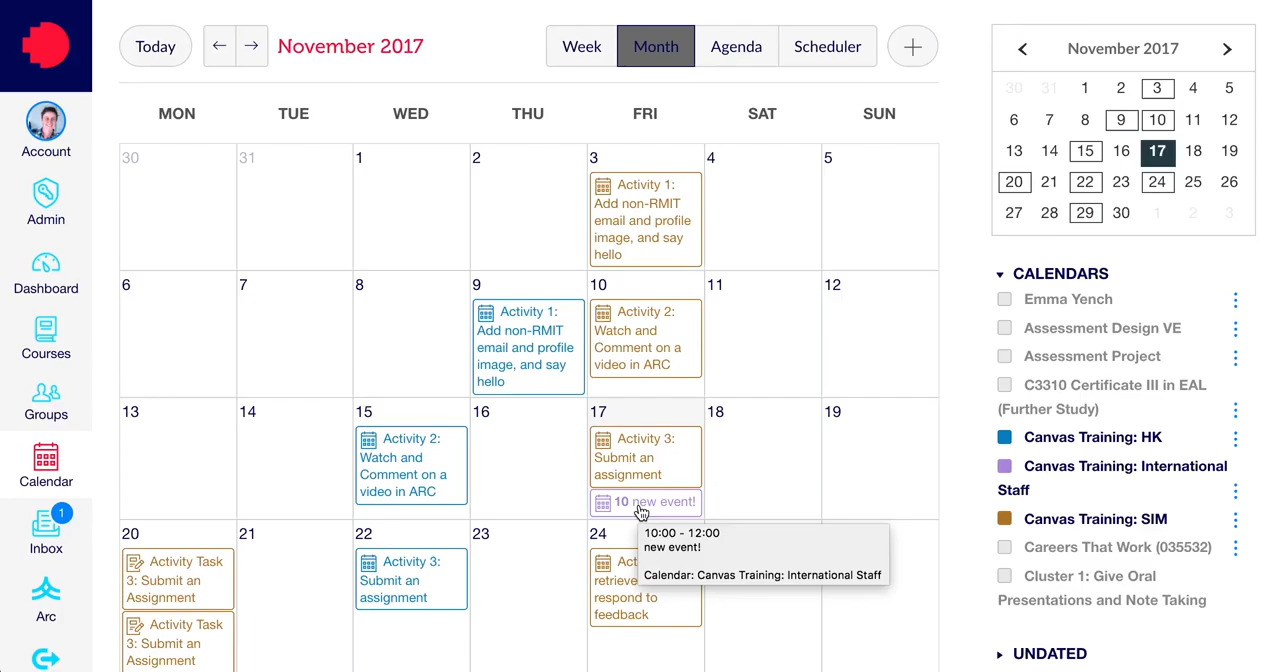 Today
← →
November 2017
Week Month Agenda Scheduler
+
Account
Admin
Dashboard
Courses
Groups
Calendar
1
Inbox
Arc
MON TUE WED THU FRI SAT SUN
30 31 1 2 3 4 5
Activity 1:
Add non-RMIT
email and profile
image, and say
hello
6 7 8 9 10 11 12
Activity 1:
Add non-RMIT
email and profile
image, and say
hello
Activity 2:
Watch and
Comment on a
video in ARC
13 14 15 16 17 18 19
Activity 2:
Watch and
Comment on a
video in ARC
Activity 3:
Submit an
assignment
10 new event!
20 21 22 23 24
Activity Task
3: Submit an
Assignment
Activity Task
3: Submit an
Assignment
Activity 3:
Submit an
assignment
retrieve
respond to
feedback
10:00 - 12:00
new event!
Calendar: Canvas Training: International Staff
November 2017
30 31 1 2 3 4 5
6 7 8 9 10 11 12
13 14 15 16 17 18 19
20 21 22 23 24 25 26
27 28 29 30 1 2 3
CALENDARS
Emma Yench
Assessment Design VE
Assessment Project
C3310 Certificate III in EAL
(Further Study)
Canvas Training: HK
Canvas Training: International
Staff
Canvas Training: SIM
Careers That Work (035532)
Cluster 1: Give Oral
Presentations and Note Taking
UNDATED